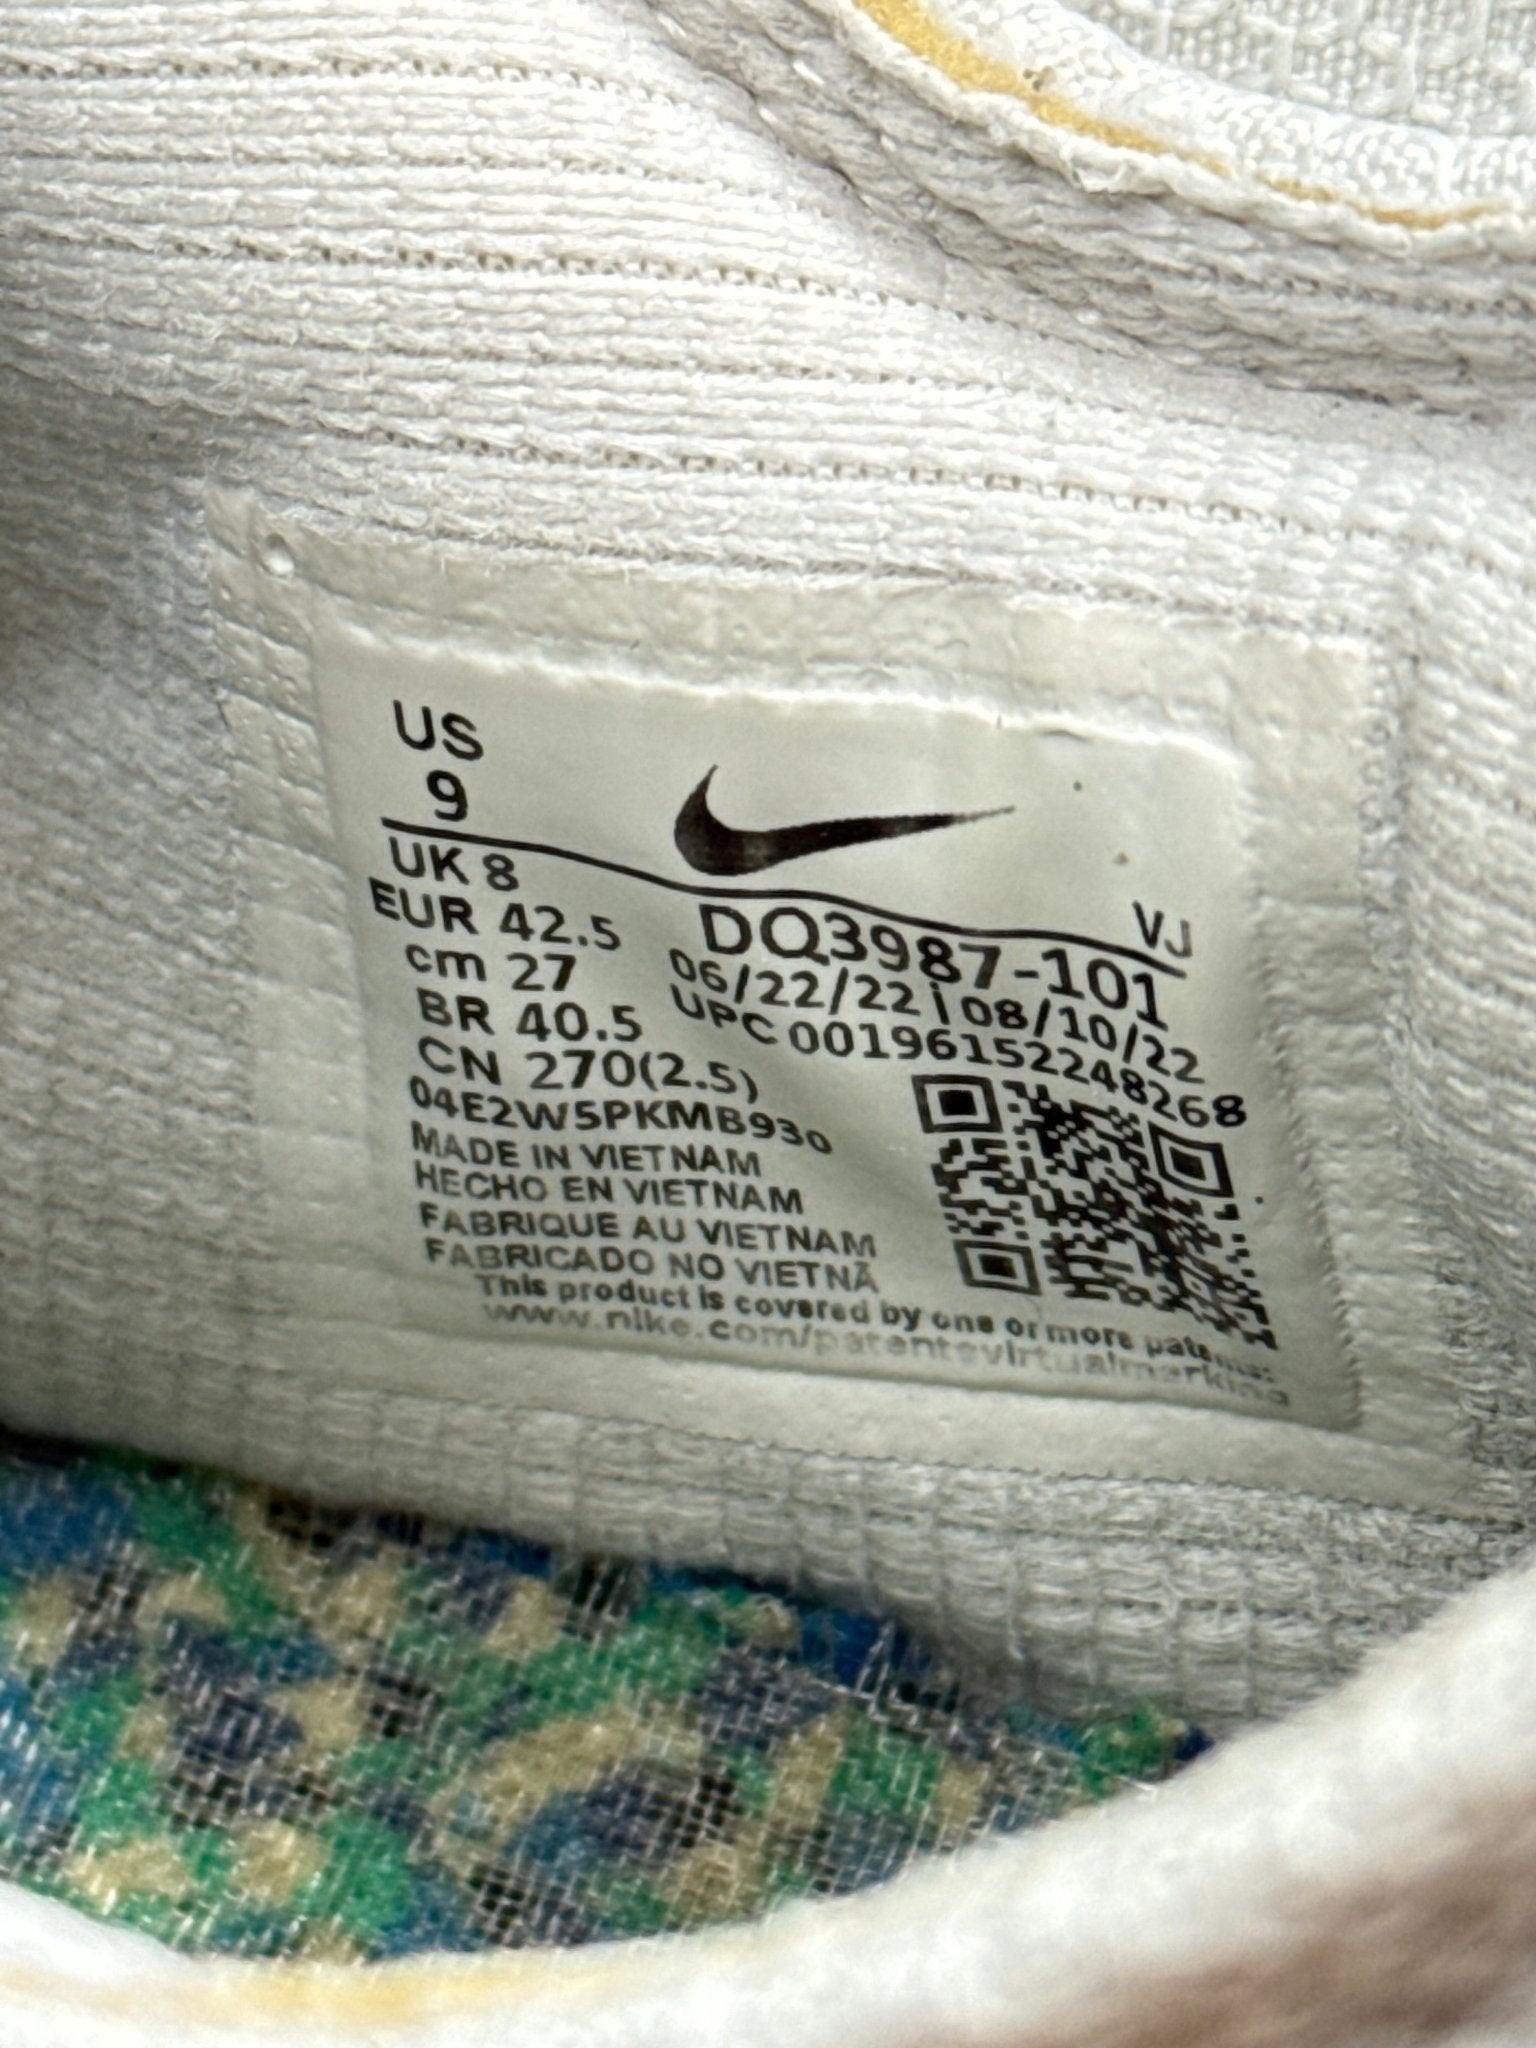 US
9
UK 8
EUR 42.5
cm 27
BR 40.5
CN 270(2.5)
VJ
DQ3987-101
06/22/22 | 08/10/22
UPC 00196152248268
04E2W5PKMB930
MADE IN VIETNAM
HECHO EN VIETNAM
FABRIQUE AU VIETNAM
FABRICADO NO VIETNÃ
This product is covered by one or more patents:
www.nike.com/patentsvirtualmarking